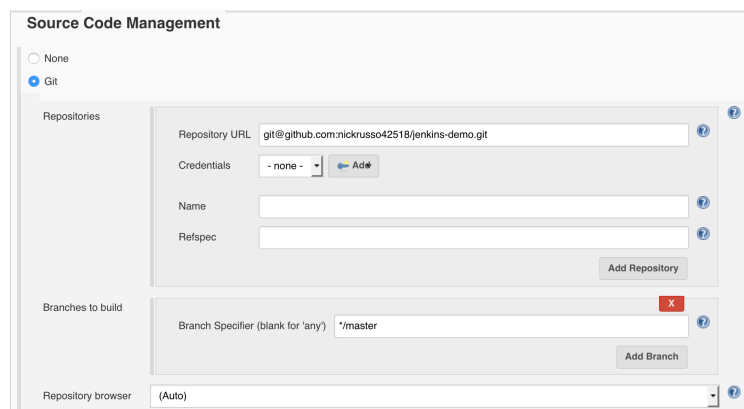 Source Code Management
None
Git
Repositories
Repository URL git@github.com:nickrusso42518/jenkins-demo.git
Credentials - none - Add
Name
Refspec
Add Repository
Branches to build
X
Branch Specifier (blank for 'any') */master
Add Branch
Repository browser (Auto)